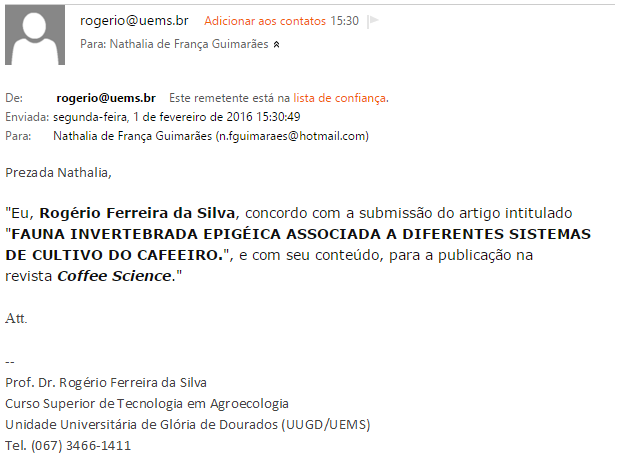 rogerio@uems.br Adicionar aos contatos 15:30
Para: Nathalia de França Guimarães
De: rogerio@uems.br Este remetente está na lista de confiança.
Enviada: segunda-feira, 1 de fevereiro de 2016 15:30:49
Para: Nathalia de França Guimarães (n.fguimaraes@hotmail.com)
Prezada Nathalia,
"Eu, Rogério Ferreira da Silva, concordo com a submissão do artigo intitulado
"FAUNA INVERTEBRADA EPIGÉICA ASSOCIADA A DIFERENTES SISTEMAS
DE CULTIVO DO CAFEEIRO.", e com seu conteúdo, para a publicação na
revista Coffee Science."
Att.
--
Prof. Dr. Rogério Ferreira da Silva
Curso Superior de Tecnologia em Agroecologia
Unidade Universitária de Glória de Dourados (UUGD/UEMS)
Tel. (067) 3466-1411